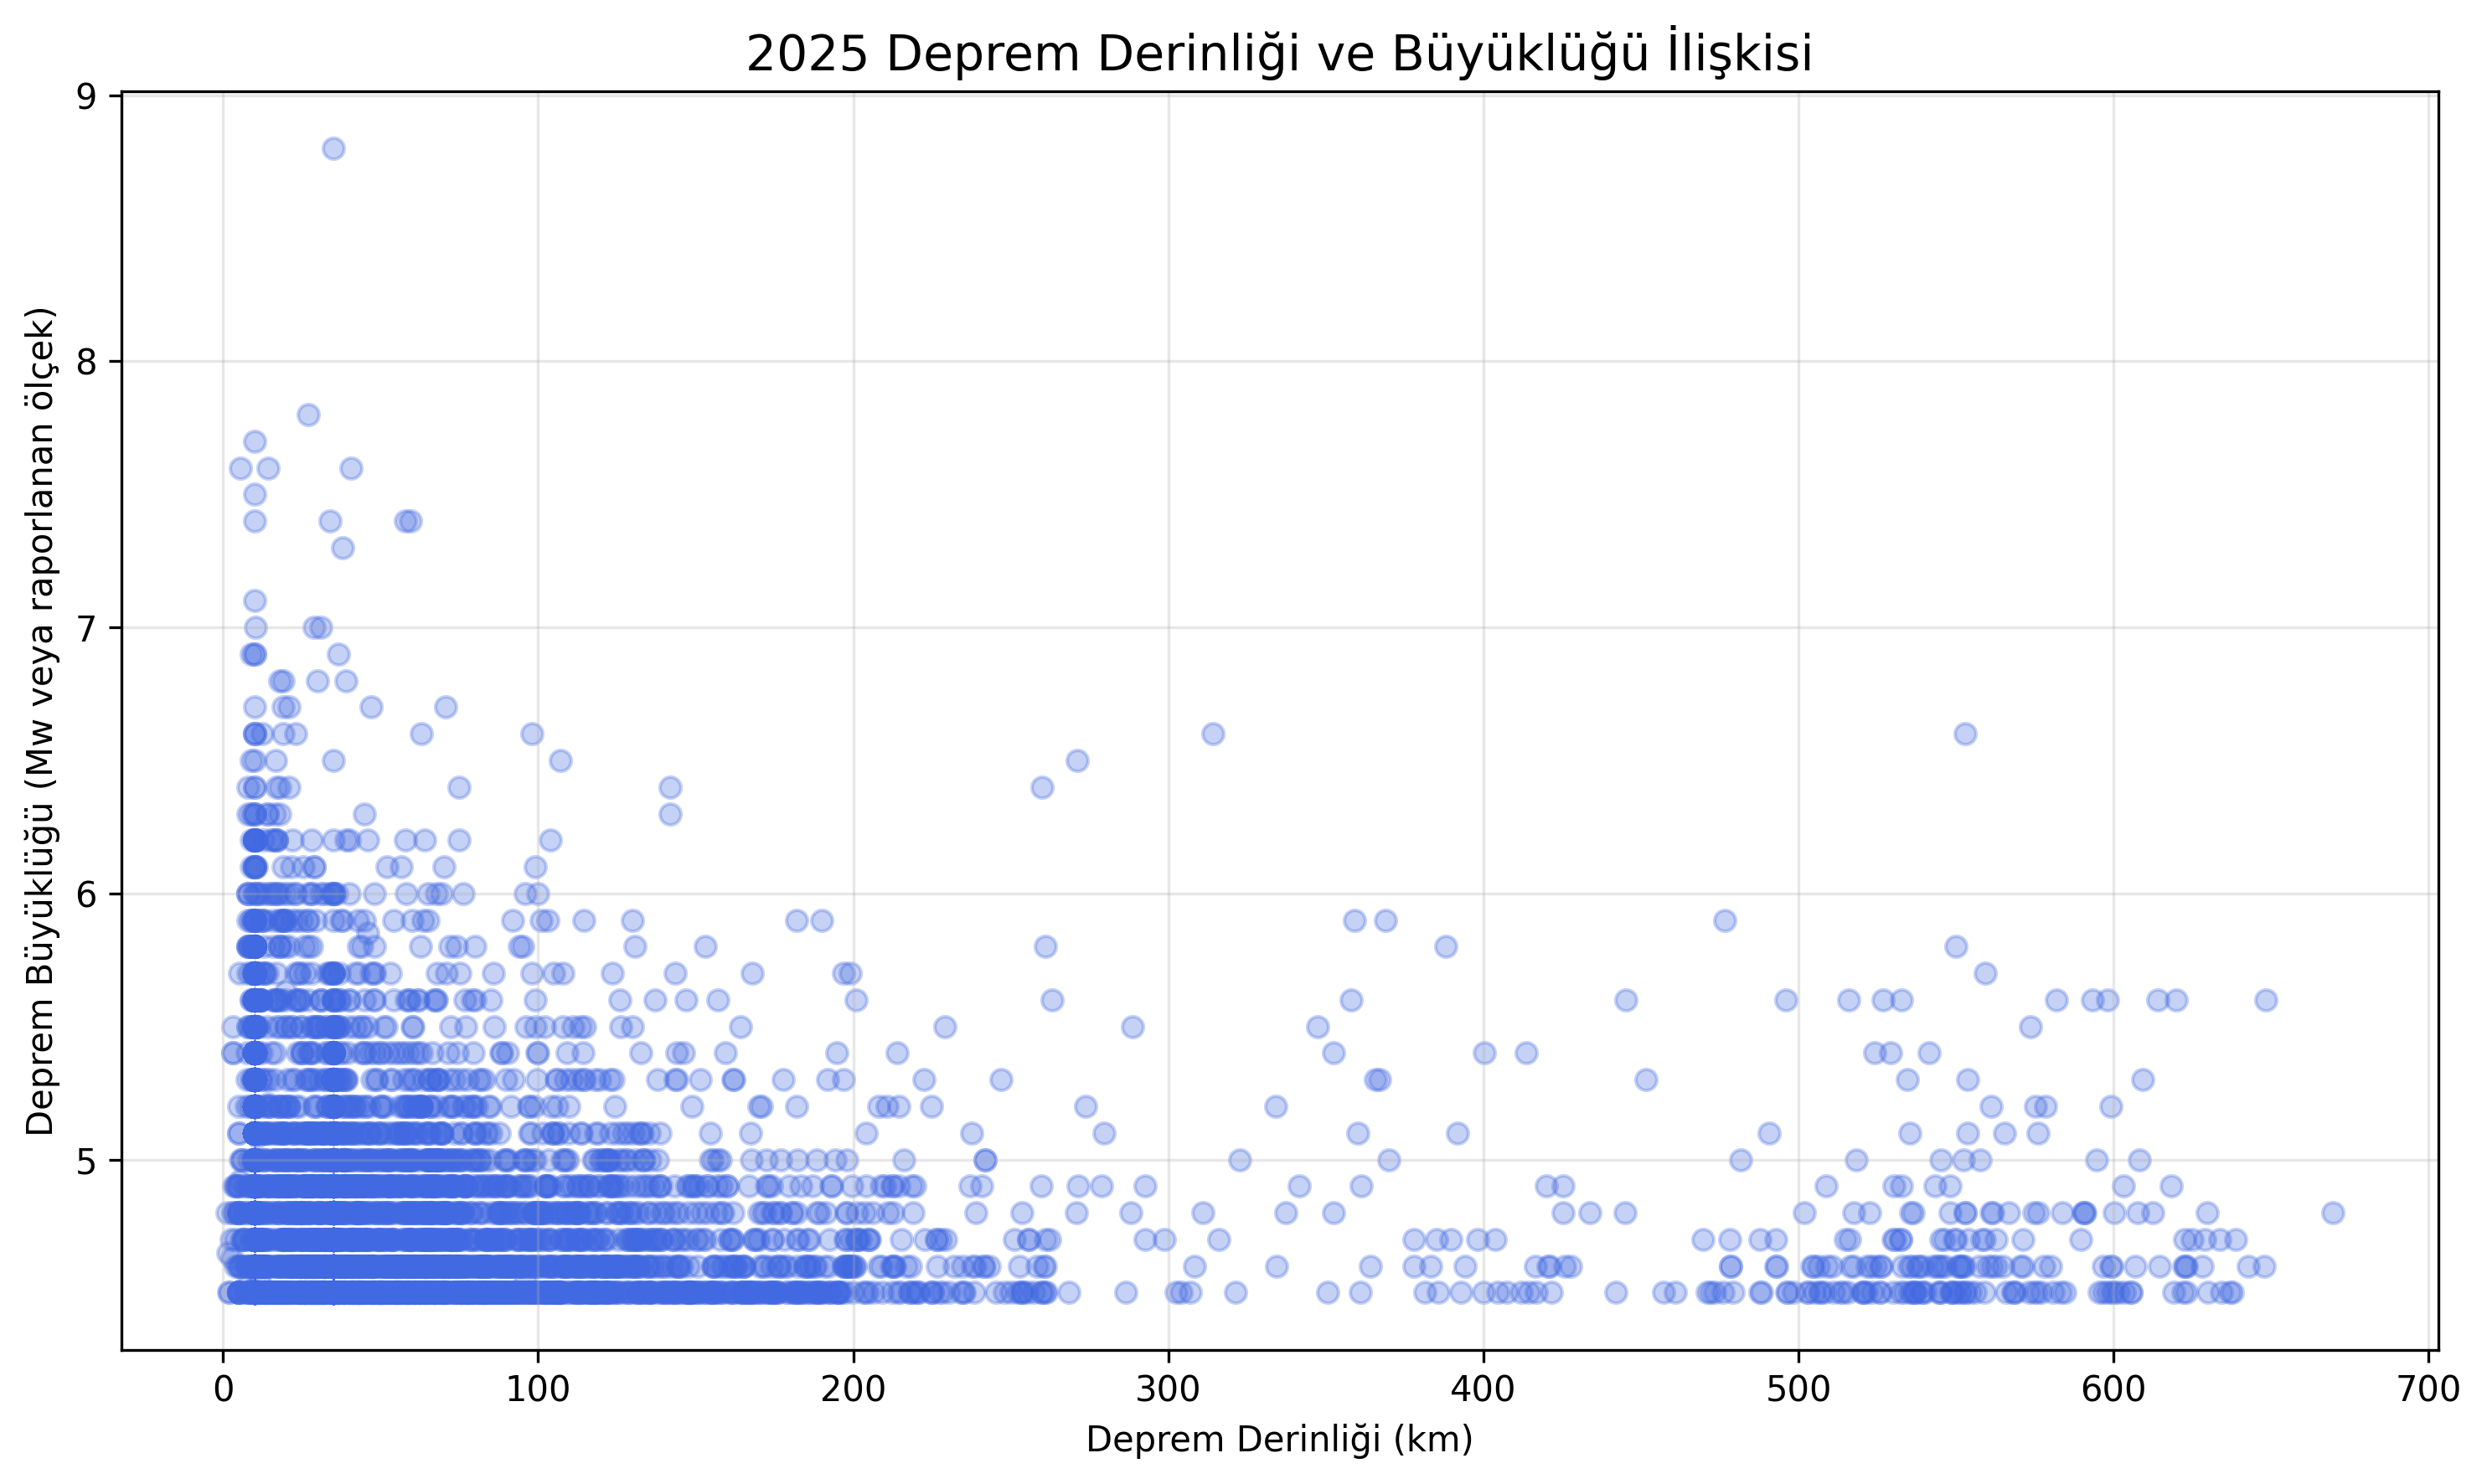 2025 Deprem Derinliği ve Büyüklüğü İlişkisi
Deprem Büyüklüğü (Mw veya raporlanan ölçek)
9
8
7
6
5
0 100 200 300 400 500 600 700
Deprem Derinliği (km)